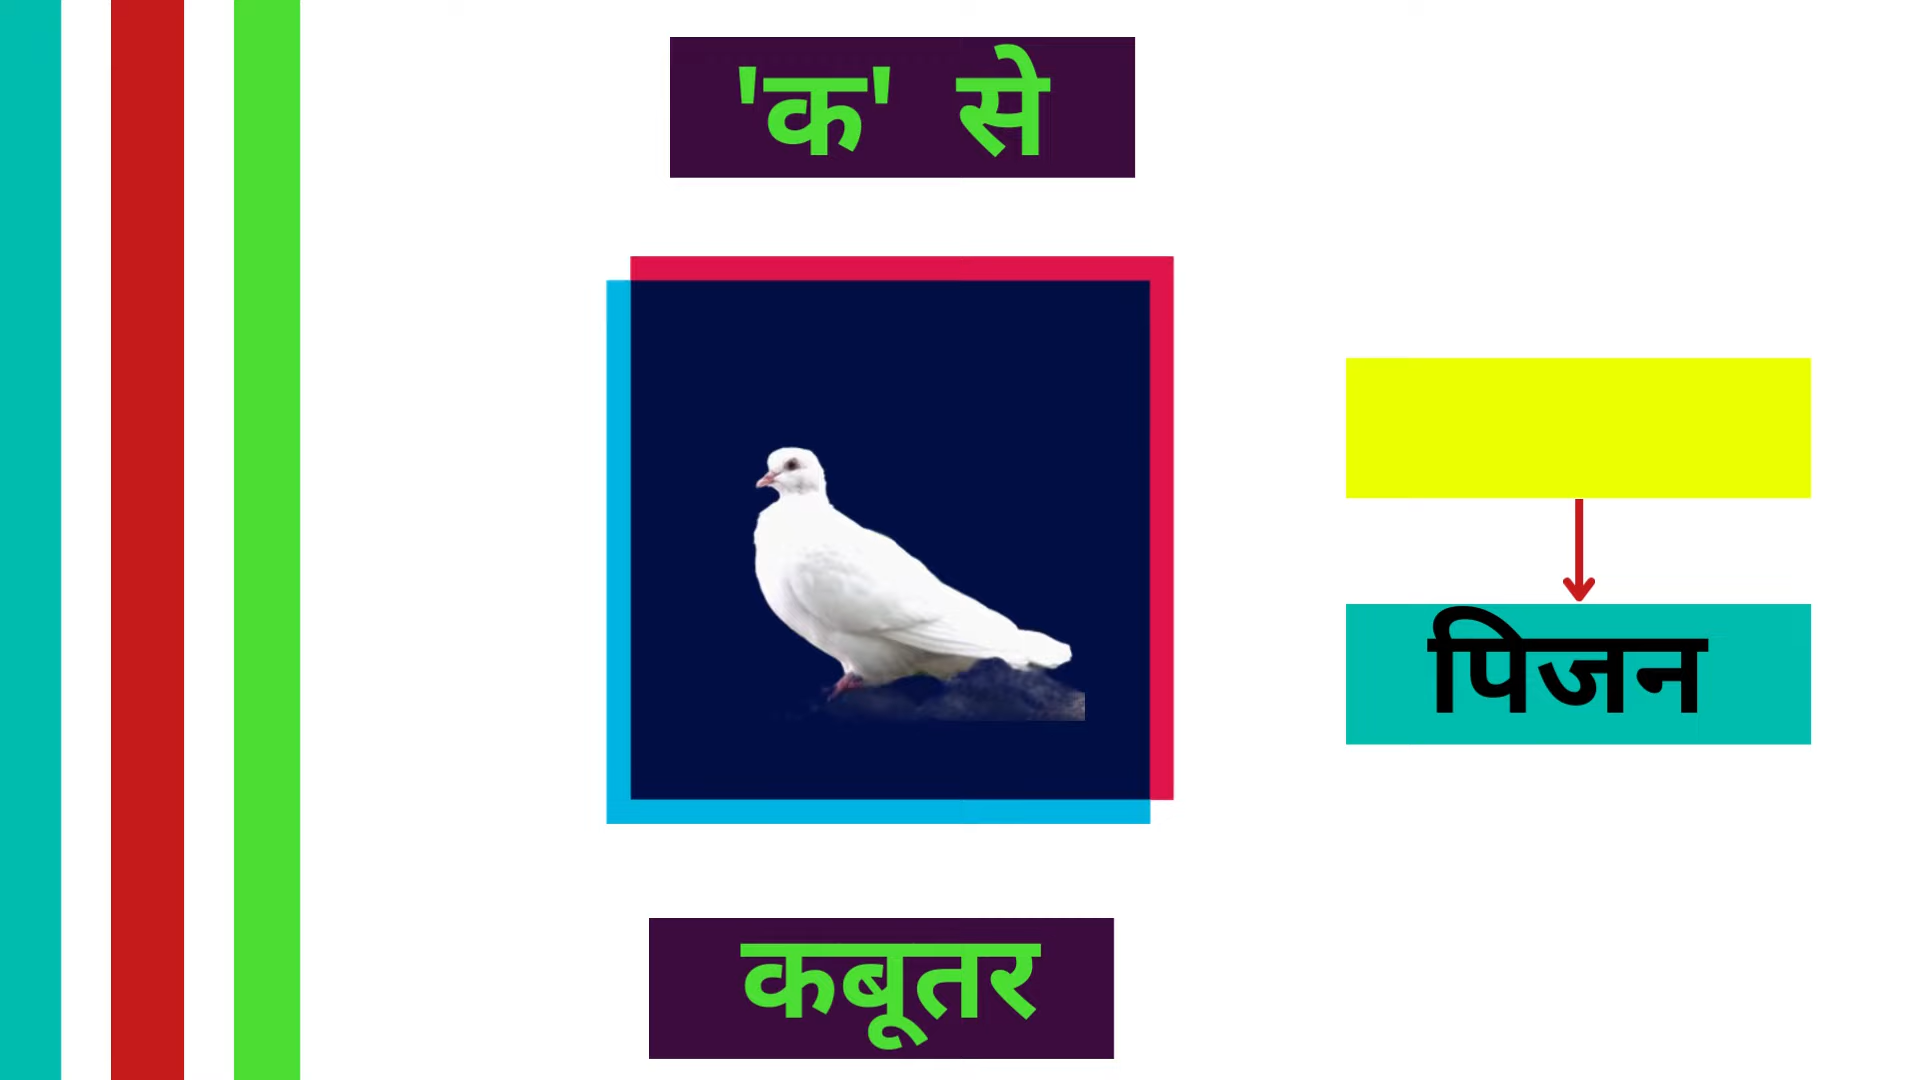 'क' से
पिजन
कबूतर